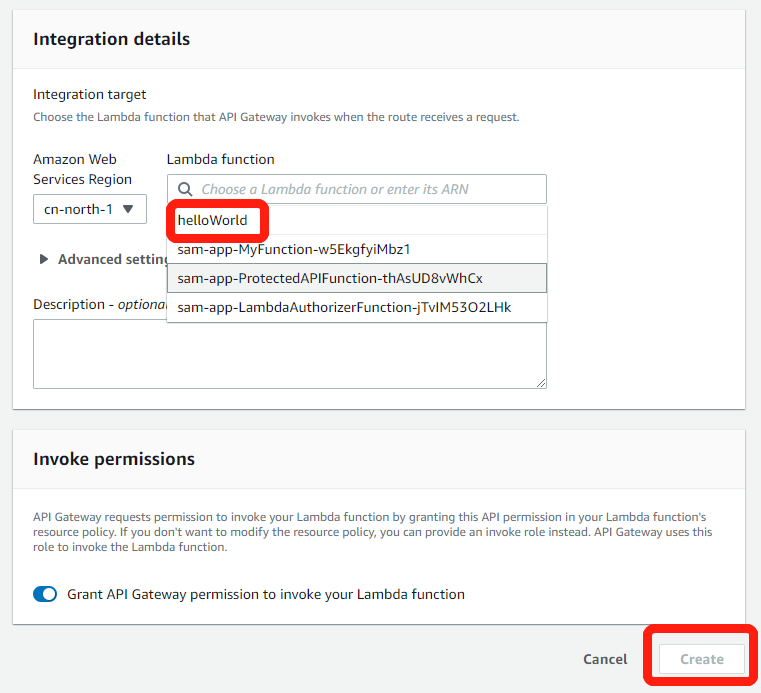 Integration details
Integration target
Choose the Lambda function that API Gateway invokes when the route receives a request.
Amazon Web
Services Region
Lambda function
cn-north-1
Choose a Lambda function or enter its ARN
helloWorld
sam-app-MyFunction-w5EkgfyiMbz1
sam-app-ProtectedAPIFunction-thAsUD8vWhCx
sam-app-LambdaAuthorizerFunction-jTvIM53O2LHk
Advanced setting
Description - optional
Invoke permissions
API Gateway requests permission to invoke your Lambda function by granting this API permission in your Lambda function's
resource policy. If you don't want to modify the resource policy, you can provide an invoke role instead. API Gateway uses this
role to invoke the Lambda function.
Grant API Gateway permission to invoke your Lambda function
Cancel
Create